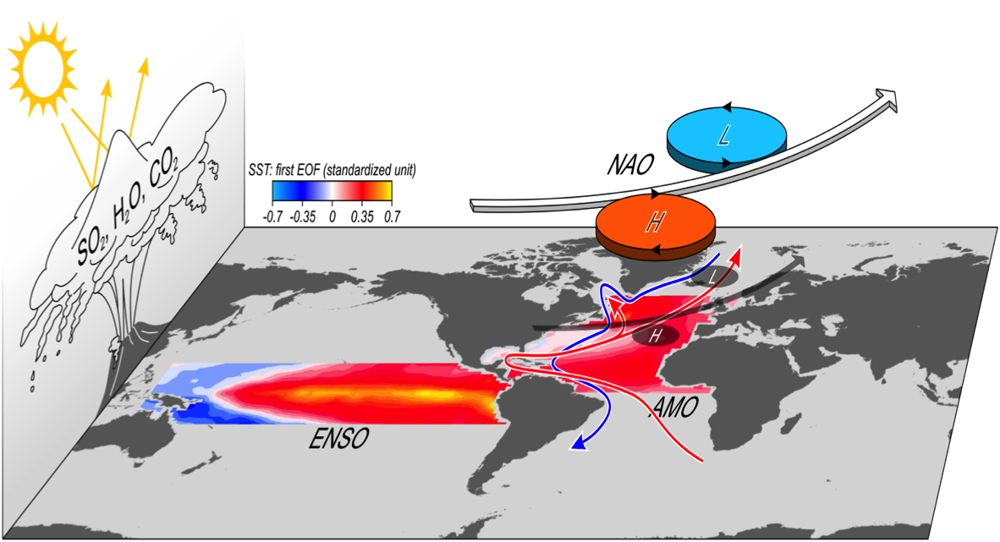 SO₂, H₂O, CO₂
SST: first EOF (standardized unit)
-0.7 -0.35 0 0.35 0.7
NAO
L
H
L
H
AMO
ENSO